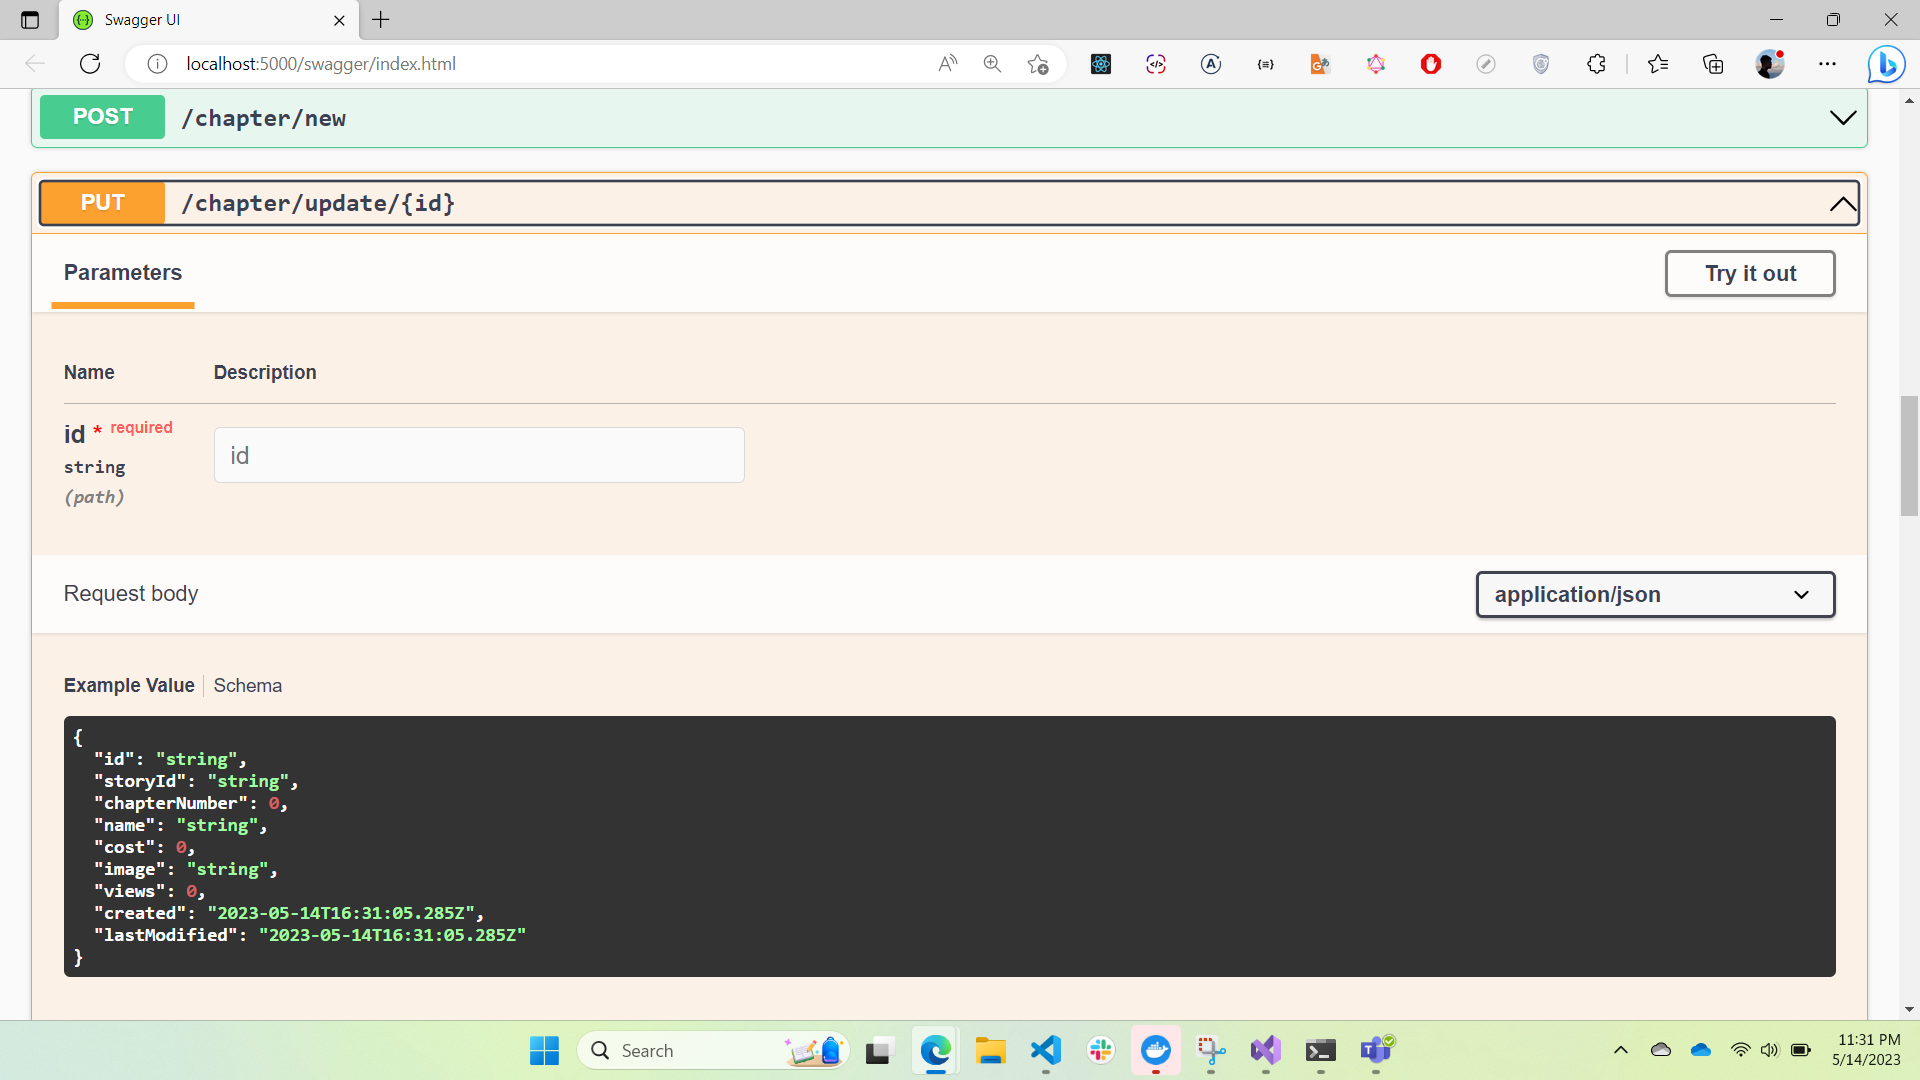 Swagger UI
localhost:5000/swagger/index.html
POST /chapter/new
PUT /chapter/update/{id}
Parameters
Try it out
Name Description
id * required
string
(path)
id
Request body
application/json
Example Value Schema
{
  "id": "string",
  "storyId": "string",
  "chapterNumber": 0,
  "name": "string",
  "cost": 0,
  "image": "string",
  "views": 0,
  "created": "2023-05-14T16:31:05.285Z",
  "lastModified": "2023-05-14T16:31:05.285Z"
}
Search
11:31 PM
5/14/2023